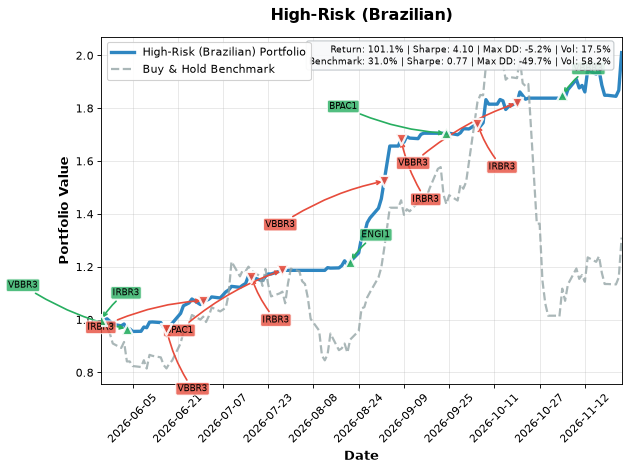 High-Risk (Brazilian)
High-Risk (Brazilian) Portfolio
Buy & Hold Benchmark
Return: 101.1% | Sharpe: 4.10 | Max DD: -5.2% | Vol: 17.5%
Benchmark: 31.0% | Sharpe: 0.77 | Max DD: -49.7% | Vol: 58.2%
2.0
1.8
1.6
1.4
1.2
1.0
0.8
Portfolio Value
BPAC1
VBBR3
IRBR3
IRBR3
VBBR3
ENGI1
VBBR3
IRBR3
IRBR3
PAC1
IRBR3
VBBR3
2026-06-05
2026-06-21
2026-07-07
2026-07-23
2026-08-08
2026-08-24
2026-09-09
2026-09-25
2026-10-11
2026-10-27
2026-11-12
Date